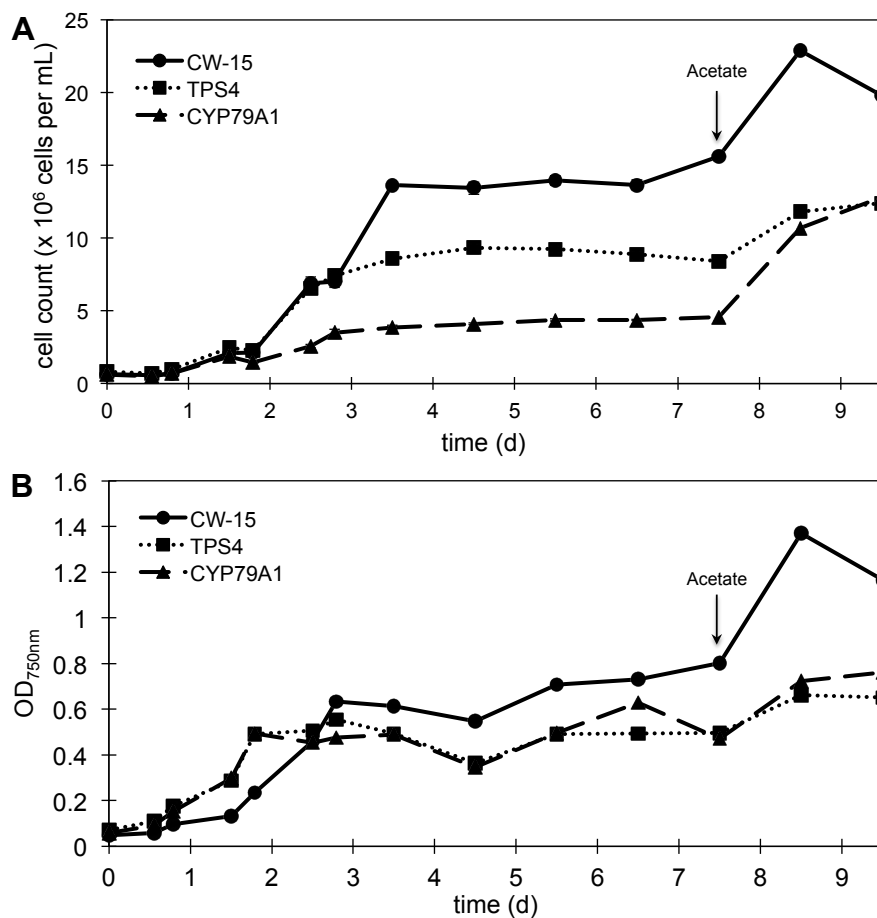 A
cell count (x 10⁶ cells per mL)
25
20
15
10
5
0
CW-15
TPS4
CYP79A1
Acetate
0 1 2 3 4 5 6 7 8 9
time (d)
B
OD₇₅₀ₙₘ
1.6
1.4
1.2
1
0.8
0.6
0.4
0.2
0
CW-15
TPS4
CYP79A1
Acetate
0 1 2 3 4 5 6 7 8 9
time (d)